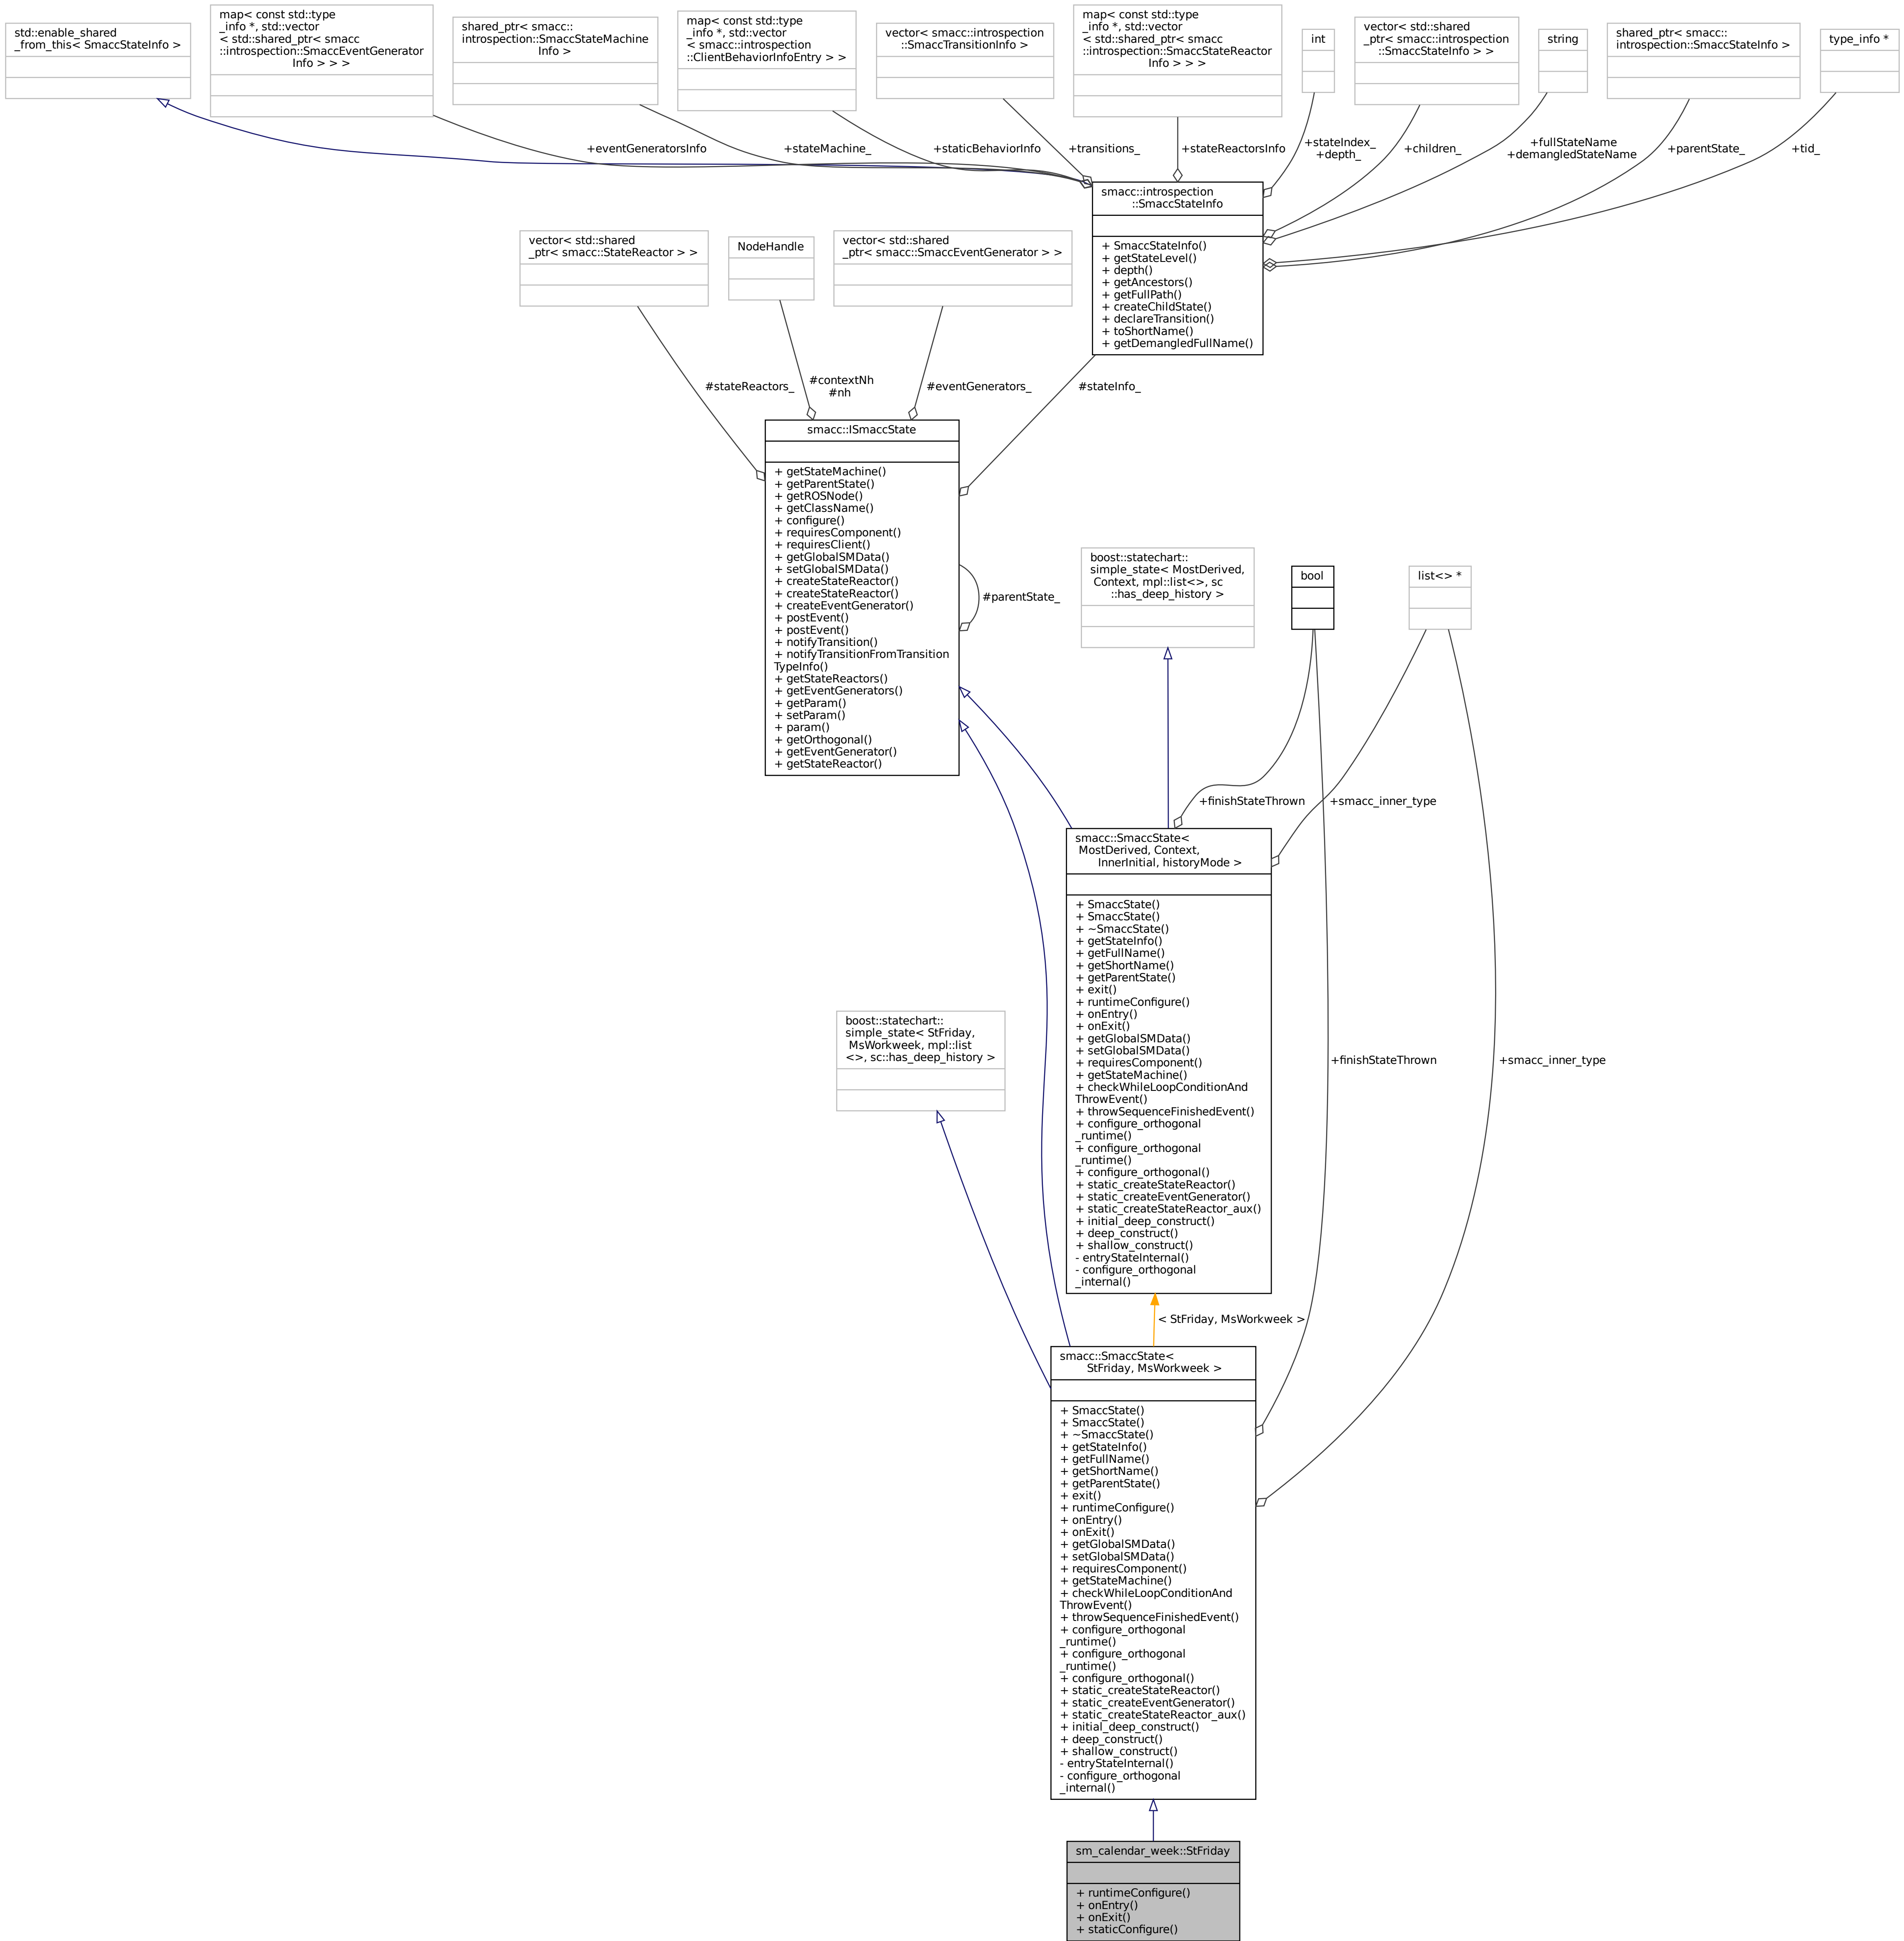 std::enable_shared
_from_this< SmaccStateInfo >
map< const std::type
_info *, std::vector
< std::shared_ptr< smacc
::introspection::SmaccEventGenerator
Info > > >
shared_ptr< smacc::
introspection::SmaccStateMachine
Info >
map< const std::type
_info *, std::vector
< smacc::introspection
::ClientBehaviorInfoEntry > >
vector< smacc::introspection
::SmaccTransitionInfo >
map< const std::type
_info *, std::vector
< std::shared_ptr< smacc
::introspection::SmaccStateReactor
Info > > >
int
vector< std::shared
_ptr< smacc::introspection
::SmaccStateInfo > >
string
shared_ptr< smacc::
introspection::SmaccStateInfo >
type_info *
+eventGeneratorsInfo
+stateMachine_
+staticBehaviorInfo
+transitions_
+stateReactorsInfo
+stateIndex_
+depth_
+children_
+fullStateName
+demangledStateName
+parentState_
+tid_
smacc::introspection
::SmaccStateInfo
+ SmaccStateInfo()
+ getStateLevel()
+ depth()
+ getAncestors()
+ getFullPath()
+ createChildState()
+ declareTransition()
+ toShortName()
+ getDemangledFullName()
vector< std::shared
_ptr< smacc::StateReactor > >
NodeHandle
vector< std::shared
_ptr< smacc::SmaccEventGenerator > >
#stateReactors_
#contextNh
#nh
#eventGenerators_
#stateInfo_
smacc::ISmaccState
+ getStateMachine()
+ getParentState()
+ getROSNode()
+ getClassName()
+ configure()
+ requiresComponent()
+ requiresClient()
+ getGlobalSMData()
+ setGlobalSMData()
+ createStateReactor()
+ createStateReactor()
+ createEventGenerator()
+ postEvent()
+ postEvent()
+ notifyTransition()
+ notifyTransitionFromTransition
TypeInfo()
+ getStateReactors()
+ getEventGenerators()
+ getParam()
+ setParam()
+ param()
+ getOrthogonal()
+ getEventGenerator()
+ getStateReactor()
#parentState_
boost::statechart::
simple_state< MostDerived,
Context, mpl::list<>, sc
::has_deep_history >
bool
list<> *
+finishStateThrown
+smacc_inner_type
smacc::SmaccState<
MostDerived, Context,
InnerInitial, historyMode >
+ SmaccState()
+ SmaccState()
+ ~SmaccState()
+ getStateInfo()
+ getFullName()
+ getShortName()
+ getParentState()
+ exit()
+ runtimeConfigure()
+ onEntry()
+ onExit()
+ getGlobalSMData()
+ setGlobalSMData()
+ requiresComponent()
+ getStateMachine()
+ checkWhileLoopConditionAnd
ThrowEvent()
+ throwSequenceFinishedEvent()
+ configure_orthogonal
_runtime()
+ configure_orthogonal
_runtime()
+ configure_orthogonal()
+ static_createStateReactor()
+ static_createEventGenerator()
+ static_createStateReactor_aux()
+ initial_deep_construct()
+ deep_construct()
+ shallow_construct()
- entryStateInternal()
- configure_orthogonal
_internal()
boost::statechart::
simple_state< StFriday,
MsWorkweek, mpl::list
<>, sc::has_deep_history >
+finishStateThrown
+smacc_inner_type
< StFriday, MsWorkweek >
smacc::SmaccState<
StFriday, MsWorkweek >
+ SmaccState()
+ SmaccState()
+ ~SmaccState()
+ getStateInfo()
+ getFullName()
+ getShortName()
+ getParentState()
+ exit()
+ runtimeConfigure()
+ onEntry()
+ onExit()
+ getGlobalSMData()
+ setGlobalSMData()
+ requiresComponent()
+ getStateMachine()
+ checkWhileLoopConditionAnd
ThrowEvent()
+ throwSequenceFinishedEvent()
+ configure_orthogonal
_runtime()
+ configure_orthogonal
_runtime()
+ configure_orthogonal()
+ static_createStateReactor()
+ static_createEventGenerator()
+ static_createStateReactor_aux()
+ initial_deep_construct()
+ deep_construct()
+ shallow_construct()
- entryStateInternal()
- configure_orthogonal
_internal()
sm_calendar_week::StFriday
+ runtimeConfigure()
+ onEntry()
+ onExit()
+ staticConfigure()